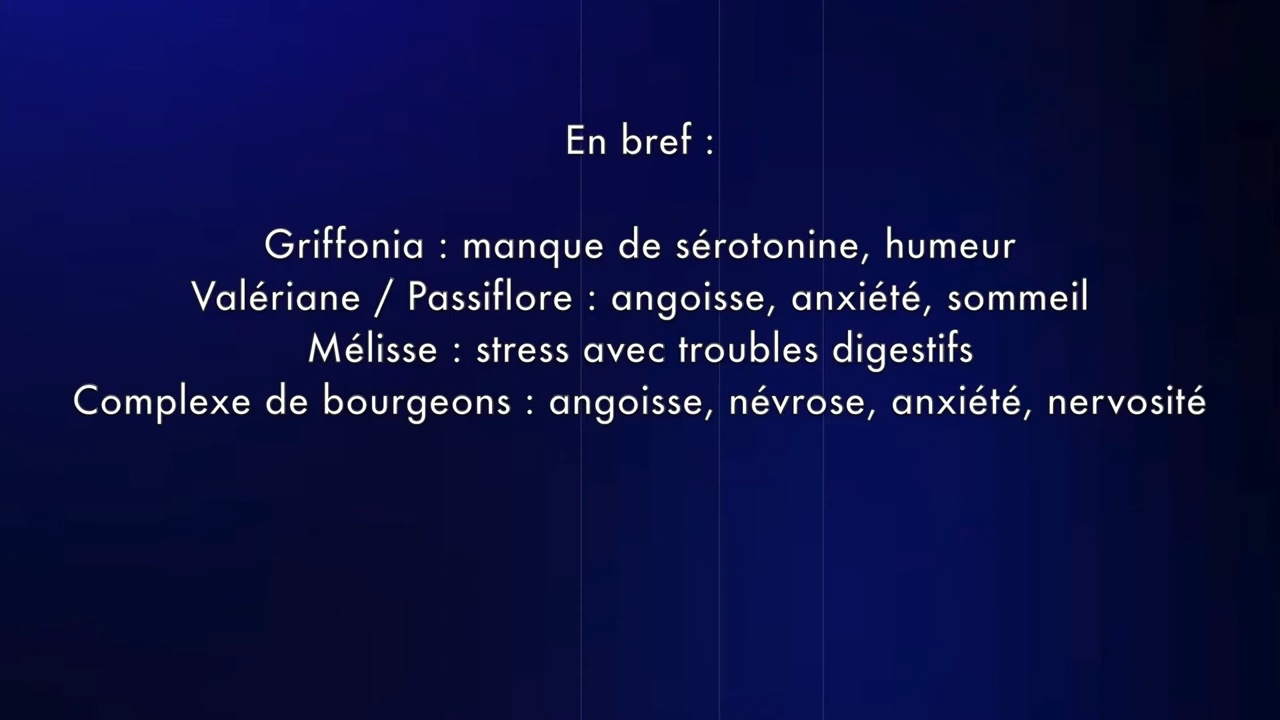 En bref :
Griffonia : manque de sérotonine, humeur
Valériane / Passiflore : angoisse, anxiété, sommeil
Mélisse : stress avec troubles digestifs
Complexe de bourgeons : angoisse, névrose, anxiété, nervosité